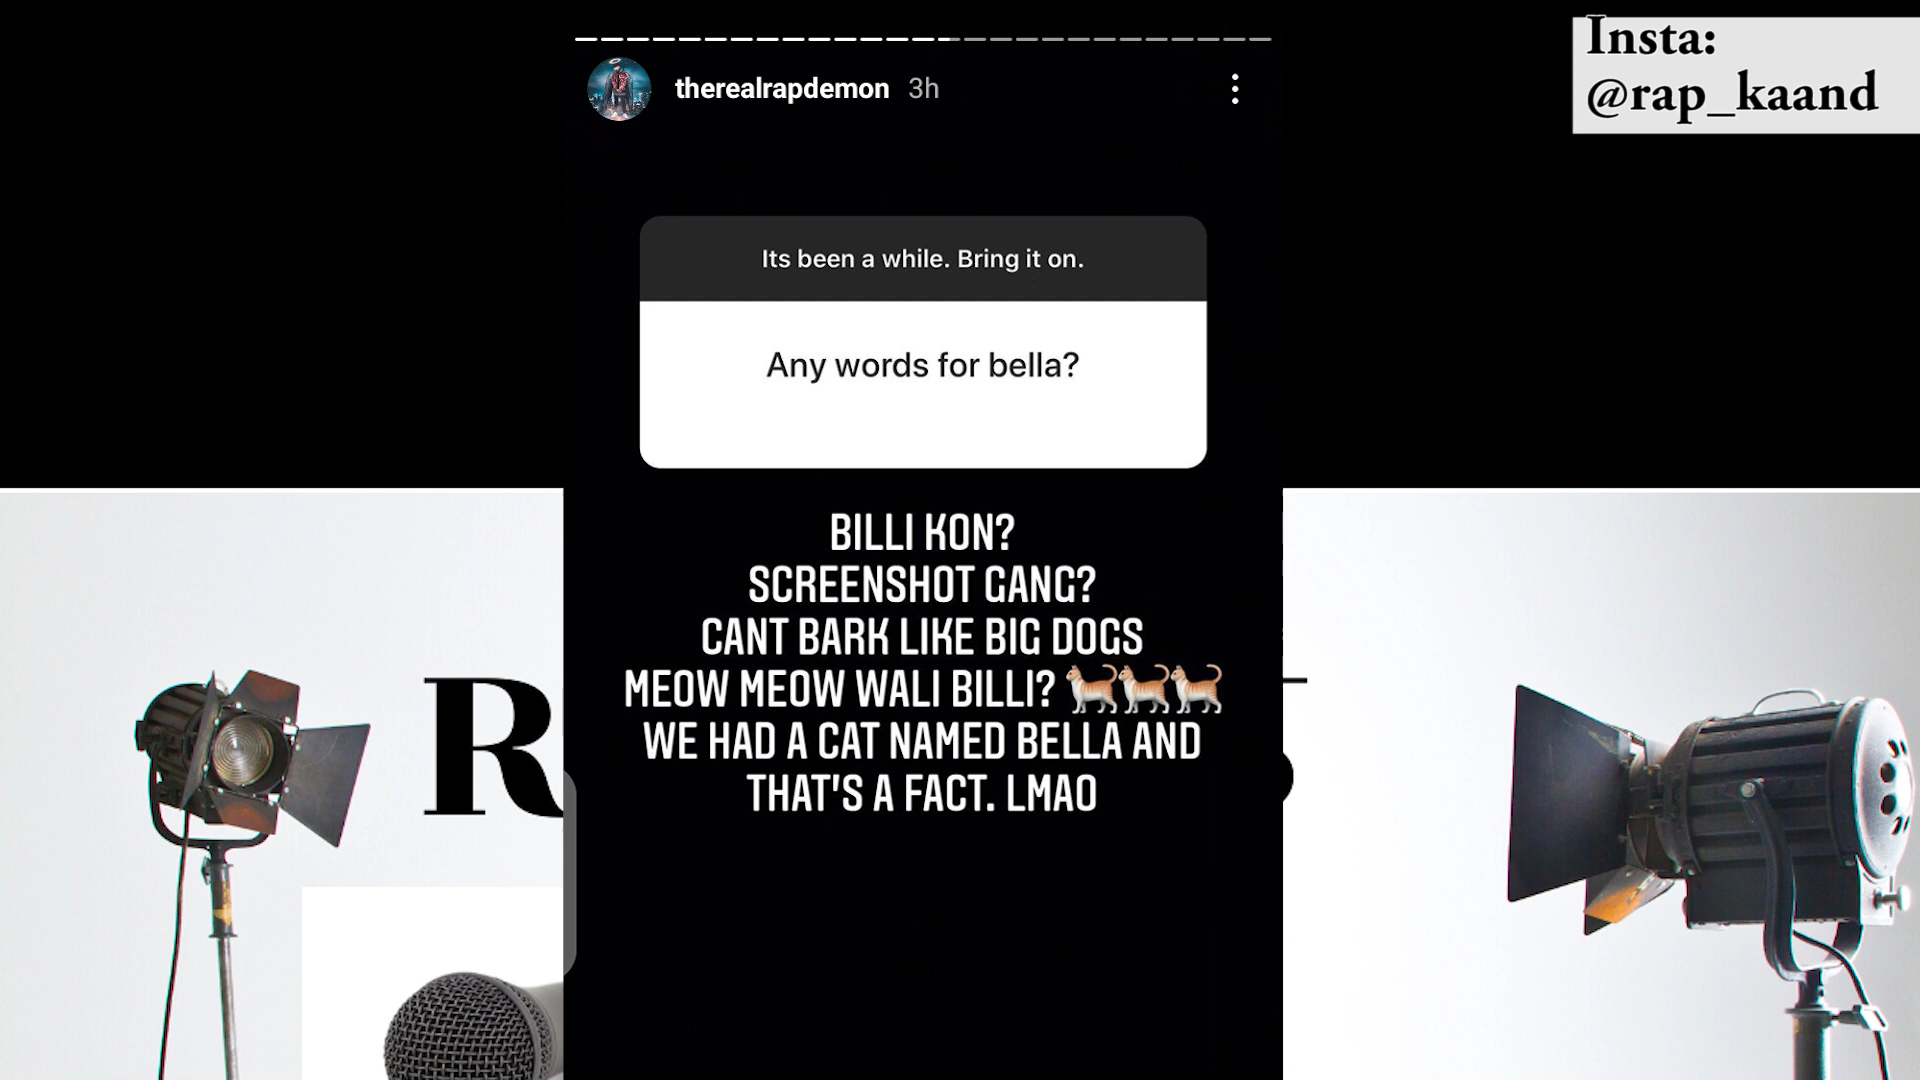 Insta:
@rap_kaand
therealrapdemon 3h
Its been a while. Bring it on.
Any words for bella?
BILLI KON?
SCREENSHOT GANG?
CANT BARK LIKE BIG DOGS
MEOW MEOW WALI BILLI? 🐈🐈🐈
WE HAD A CAT NAMED BELLA AND
THAT'S A FACT. LMAO
R